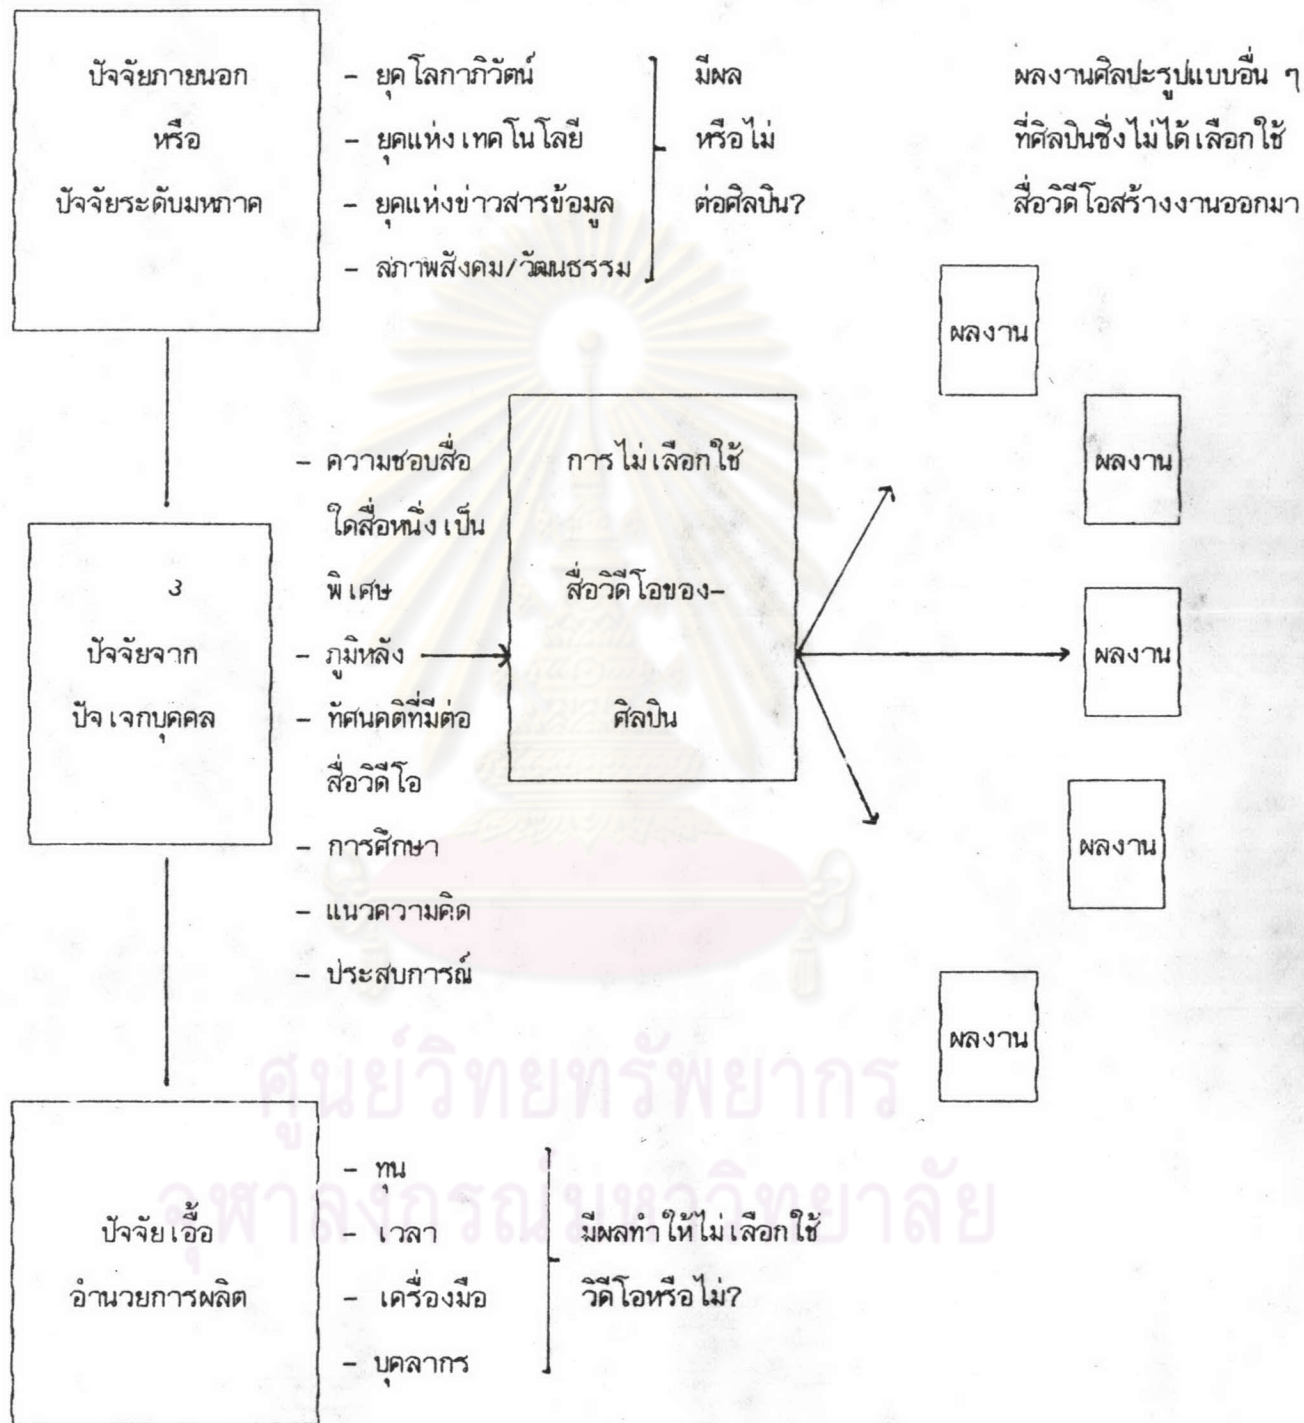 ปัจจัยภายนอก
หรือ
ปัจจัยระดับมหภาค
- ยุคโลกาภิวัตน์
- ยุคแห่งเทคโนโลยี
- ยุคแห่งข่าวสารข้อมูล
- สภาพสังคม/วัฒนธรรม
มีผล
หรือไม่
ต่อศิลปิน?
ผลงานศิลปะรูปแบบอื่น ๆ
ที่ศิลปินซึ่งไม่ได้เลือกใช้
สื่อวิดีโอสร้างงานออกมา
ผลงาน
ผลงาน
3
ปัจจัยจาก
ปัจเจกบุคคล
- ความชอบสื่อ
ใดสื่อหนึ่งเป็น
พิเศษ
- ภูมิหลัง
- ทัศนคติที่มีต่อ
สื่อวิดีโอ
- การศึกษา
- แนวความคิด
- ประสบการณ์
การไม่เลือกใช้
สื่อวิดีโอของ-
ศิลปิน
ผลงาน
ผลงาน
ผลงาน
ศูนย์วิทยทรัพยากร
จุฬาลงกรณ์มหาวิทยาลัย
ปัจจัยเอื้อ
อำนวยการผลิต
- ทุน
- เวลา
- เครื่องมือ
- บุคลากร
มีผลทำให้ไม่เลือกใช้
วิดีโอหรือไม่?